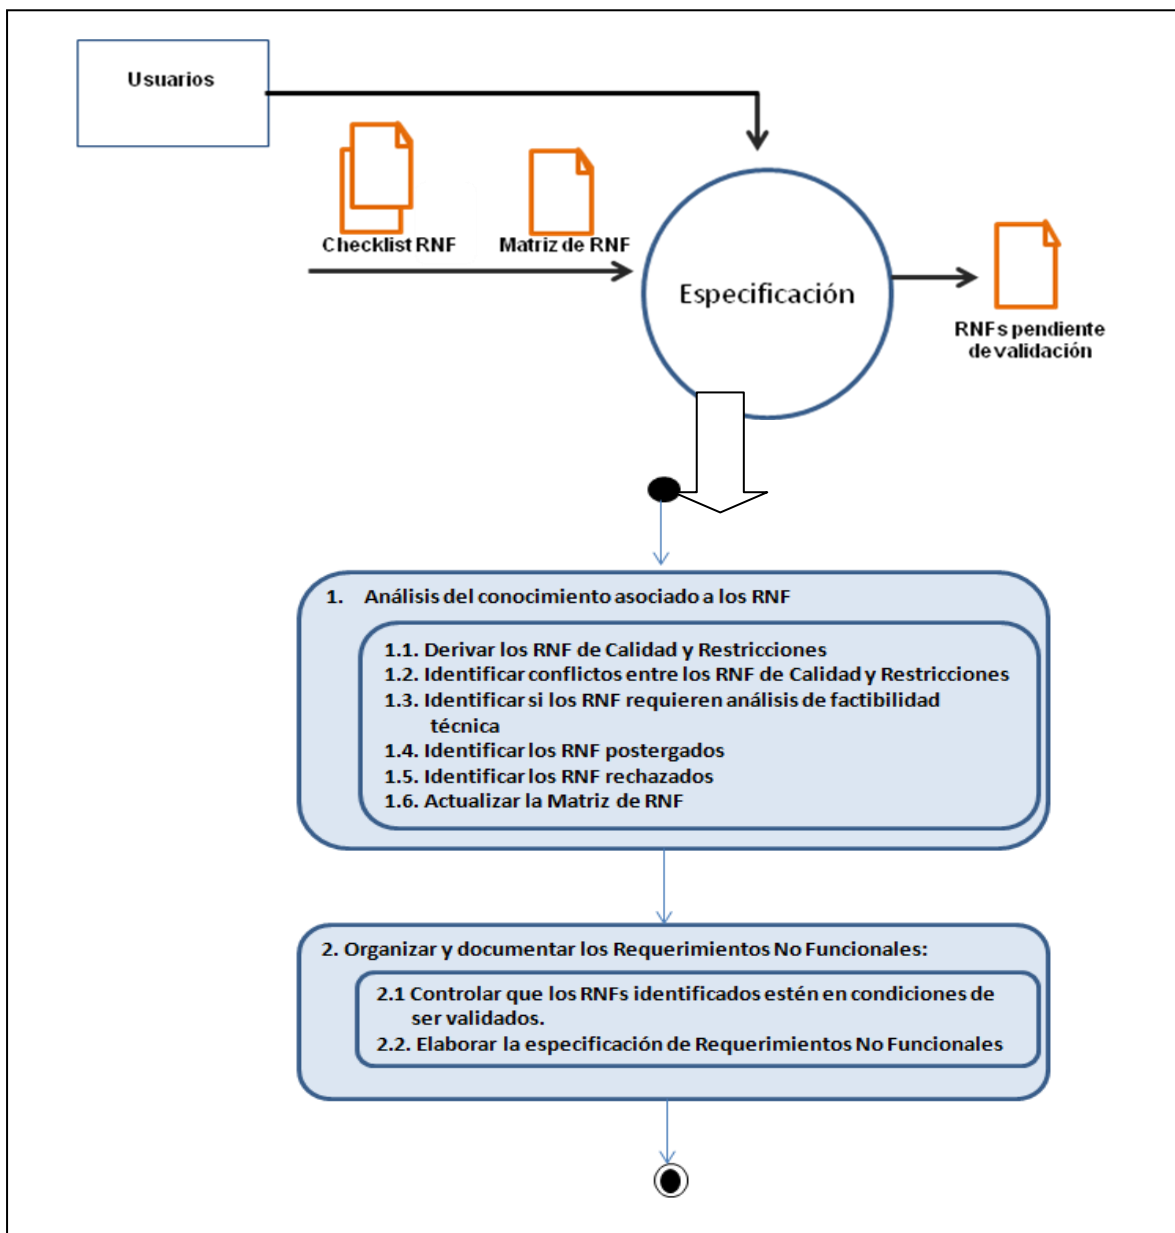 Usuarios
Checklist RNF
Matriz de RNF
Especificación
RNFs pendiente
de validación
1. Análisis del conocimiento asociado a los RNF
1.1. Derivar los RNF de Calidad y Restricciones
1.2. Identificar conflictos entre los RNF de Calidad y Restricciones
1.3. Identificar si los RNF requieren análisis de factibilidad
técnica
1.4. Identificar los RNF postergados
1.5. Identificar los RNF rechazados
1.6. Actualizar la Matriz de RNF
2. Organizar y documentar los Requerimientos No Funcionales:
2.1 Controlar que los RNFs identificados estén en condiciones de
ser validados.
2.2. Elaborar la especificación de Requerimientos No Funcionales